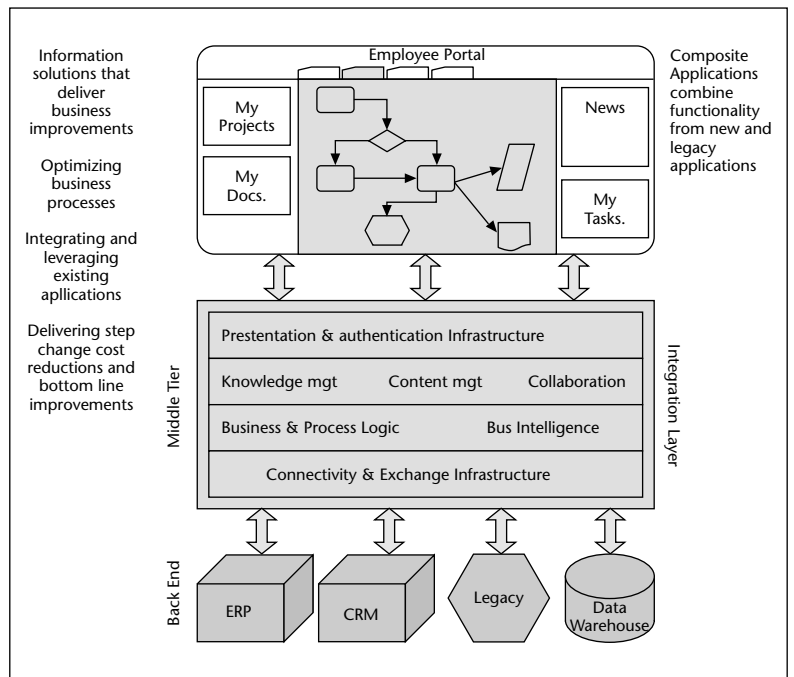 Information
solutions that
deliver
business
improvements
Optimizing
business
processes
Integrating and
leveraging
existing
apllications
Delivering step
change cost
reductions and
bottom line
improvements
Employee Portal
My
Projects
My
Docs.
News
My
Tasks.
Composite
Applications
combine
functionality
from new and
legacy
applications
Middle Tier
Prestentation & authentication Infrastructure
Knowledge mgt Content mgt Collaboration
Business & Process Logic Bus Intelligence
Connectivity & Exchange Infrastructure
Integration Layer
Back End
ERP
CRM
Legacy
Data
Warehouse